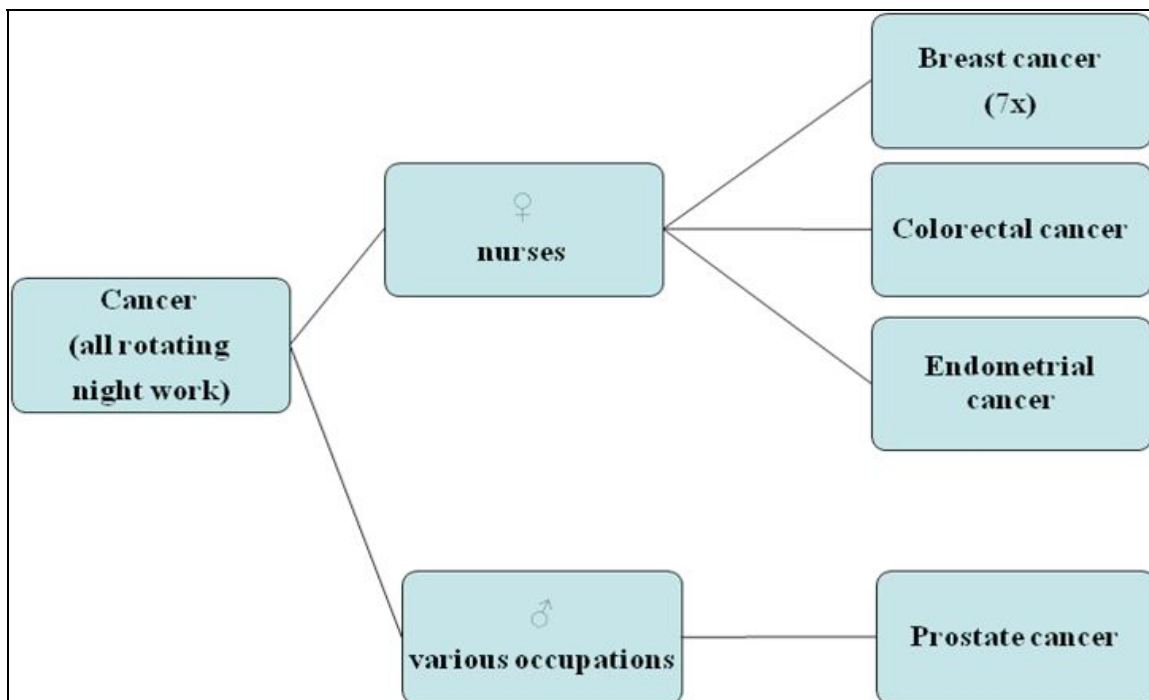 Breast cancer
(7x)
♀
nurses
Colorectal cancer
Cancer
(all rotating
night work)
Endometrial
cancer
♂
various occupations
Prostate cancer